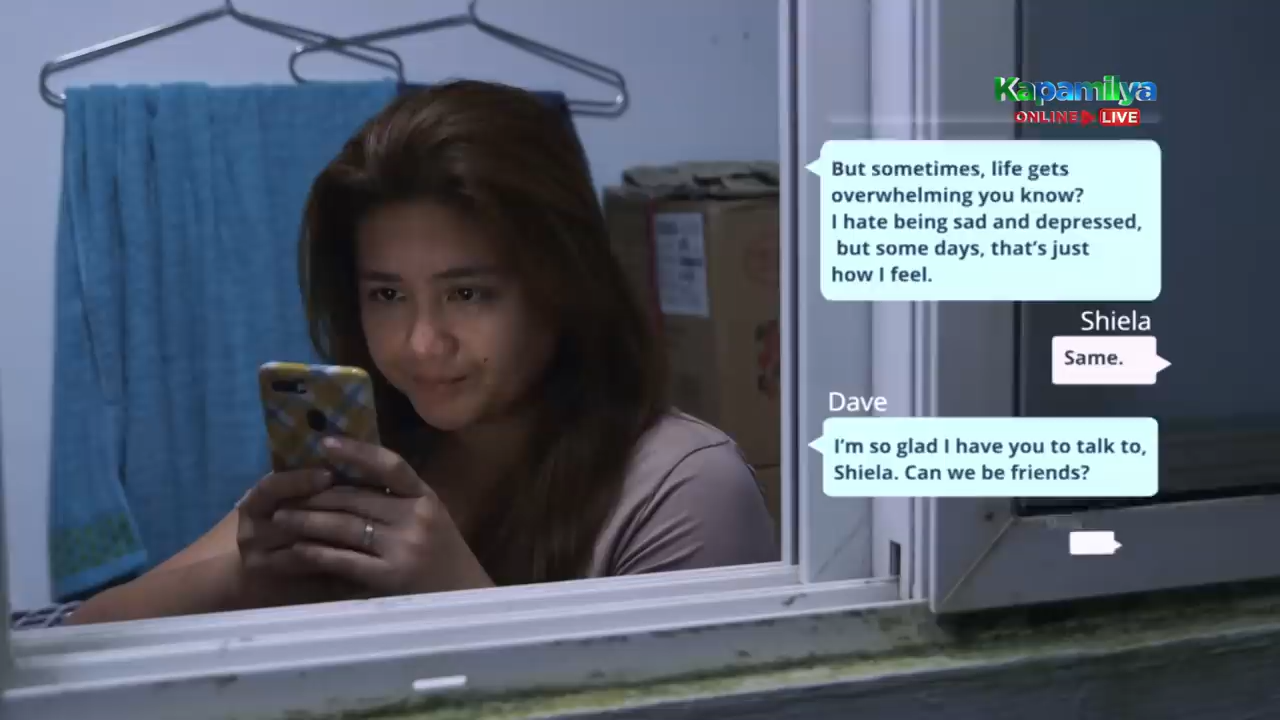 Kapamilya
ONLINE LIVE
But sometimes, life gets
overwhelming you know?
I hate being sad and depressed,
but some days, that's just
how I feel.
Shiela
Same.
Dave
I'm so glad I have you to talk to,
Shiela. Can we be friends?